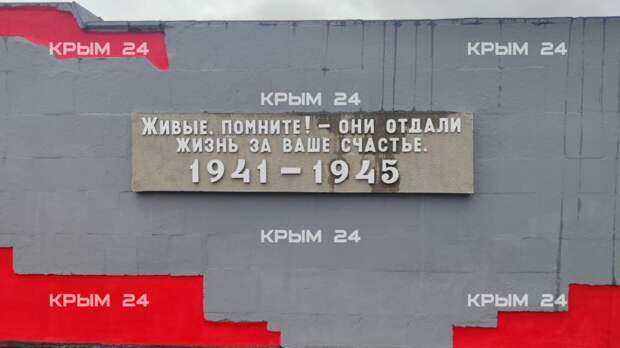 КРЫМ 24
КРЫМ 24
КРЫМ 24
ЖИВЫЕ, ПОМНИТЕ! – ОНИ ОТДАЛИ
ЖИЗНЬ ЗА ВАШЕ СЧАСТЬЕ.
1941 – 1945
КРЫМ 24
КРЫМ 24
КРЫМ 24